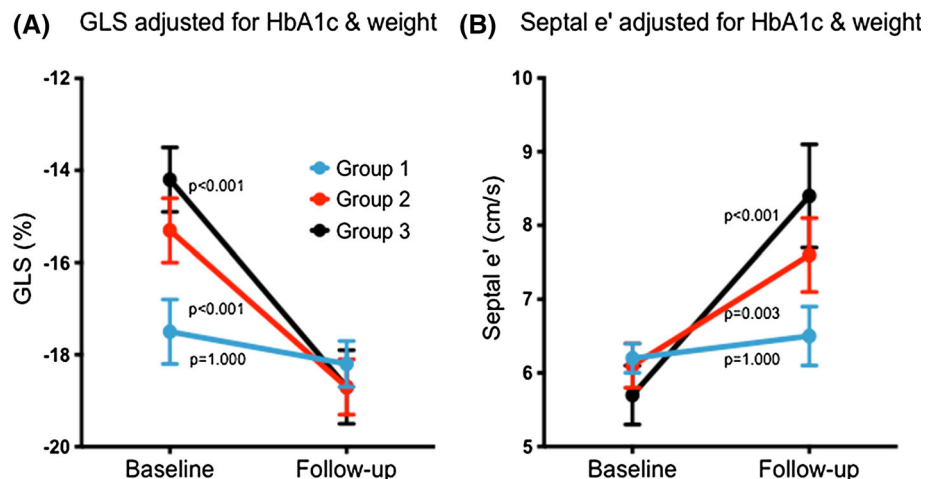 (A) GLS adjusted for HbA1c & weight
-12
-14
-16
-18
-20
GLS (%)
p<0.001
p<0.001
p=1.000
Group 1
Group 2
Group 3
Baseline
Follow-up
(B) Septal e' adjusted for HbA1c & weight
10
9
8
7
6
5
Septal e' (cm/s)
p<0.001
p=0.003
p=1.000
Baseline
Follow-up